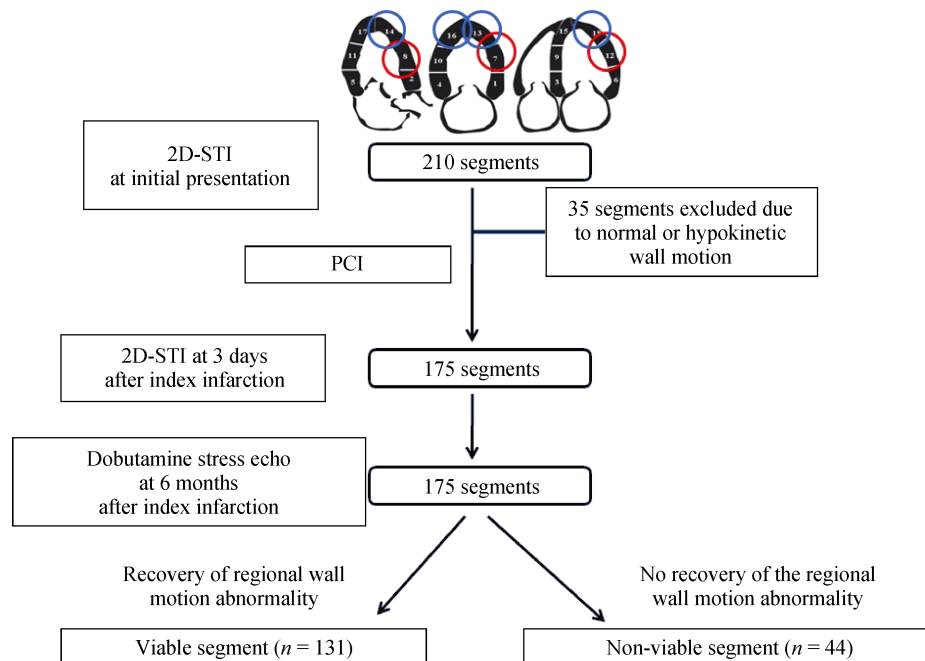 17 14 16 13 15 1
11 8 10 7 9 12
5 2 4 1 3 6
2D-STI
at initial presentation
210 segments
35 segments excluded due
to normal or hypokinetic
wall motion
PCI
2D-STI at 3 days
after index infarction
175 segments
Dobutamine stress echo
at 6 months
after index infarction
175 segments
Recovery of regional wall
motion abnormality
No recovery of the regional
wall motion abnormality
Viable segment (n = 131)
Non-viable segment (n = 44)